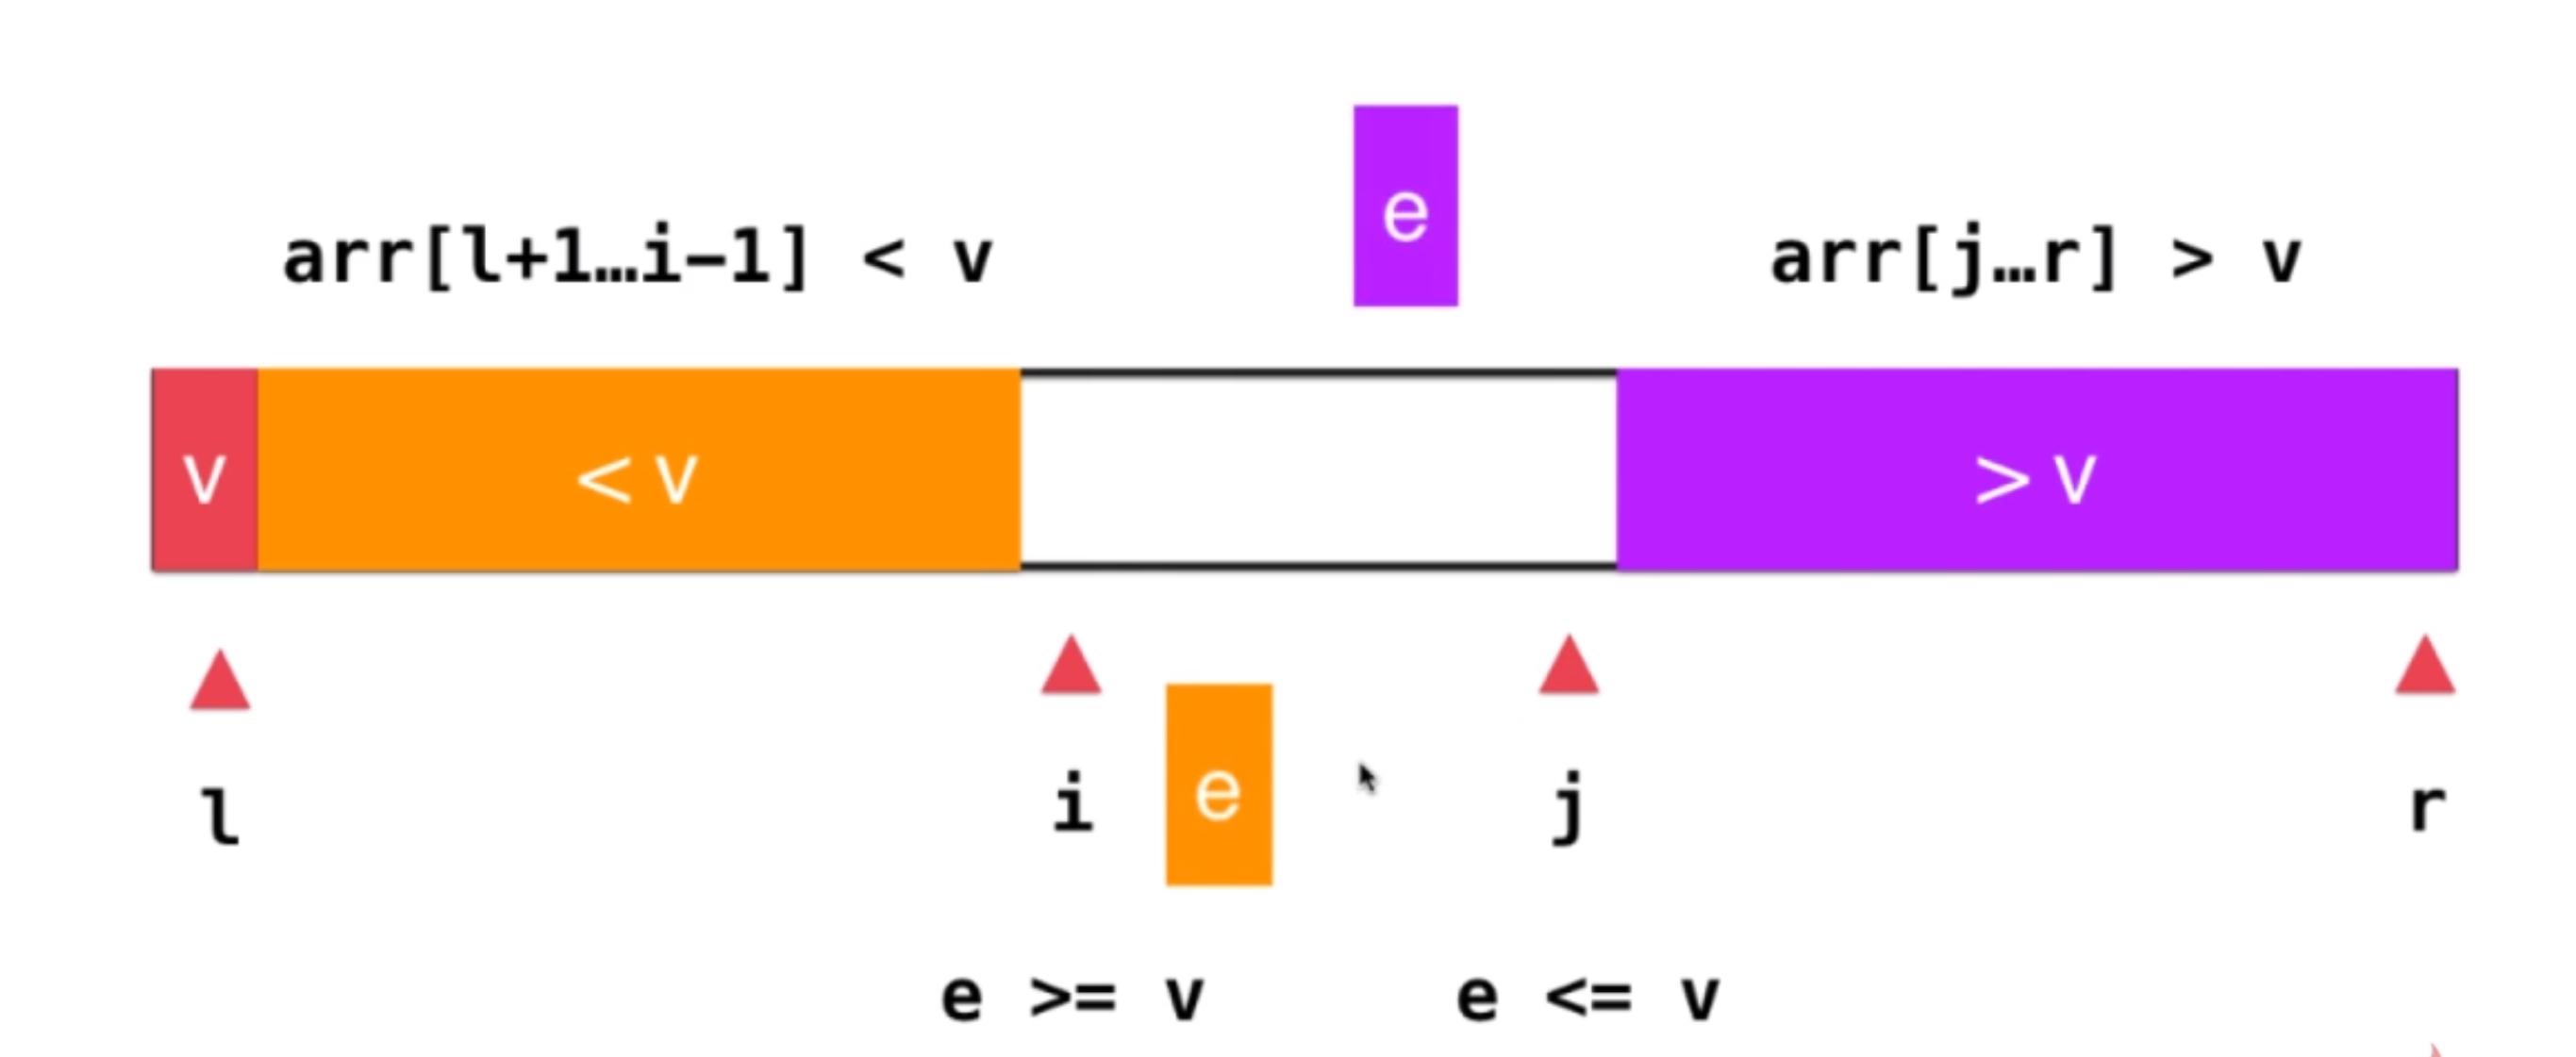 e
arr[l+1…i-1] < v
arr[j…r] > v
v
< v
> v
l
i
e
j
r
e >= v
e <= v